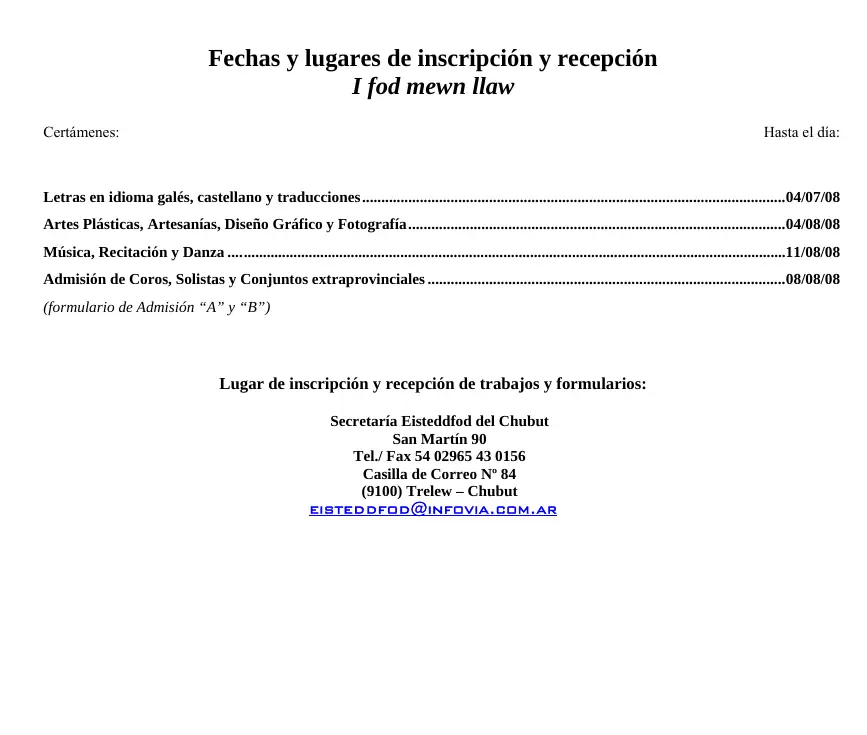 Fechas y lugares de inscripción y recepción
I fod mewn llaw
Certámenes: Hasta el día:
Letras en idioma galés, castellano y traducciones..............................................................................................................04/07/08
Artes Plásticas, Artesanías, Diseño Gráfico y Fotografía..................................................................................................04/08/08
Música, Recitación y Danza .................................................................................................................................................11/08/08
Admisión de Coros, Solistas y Conjuntos extraprovinciales .............................................................................................08/08/08
(formulario de Admisión “A” y “B”)
Lugar de inscripción y recepción de trabajos y formularios:
Secretaría Eisteddfod del Chubut
San Martín 90
Tel./ Fax 54 02965 43 0156
Casilla de Correo Nº 84
(9100) Trelew – Chubut
EISTEDDFOD@INFOVIA.COM.AR